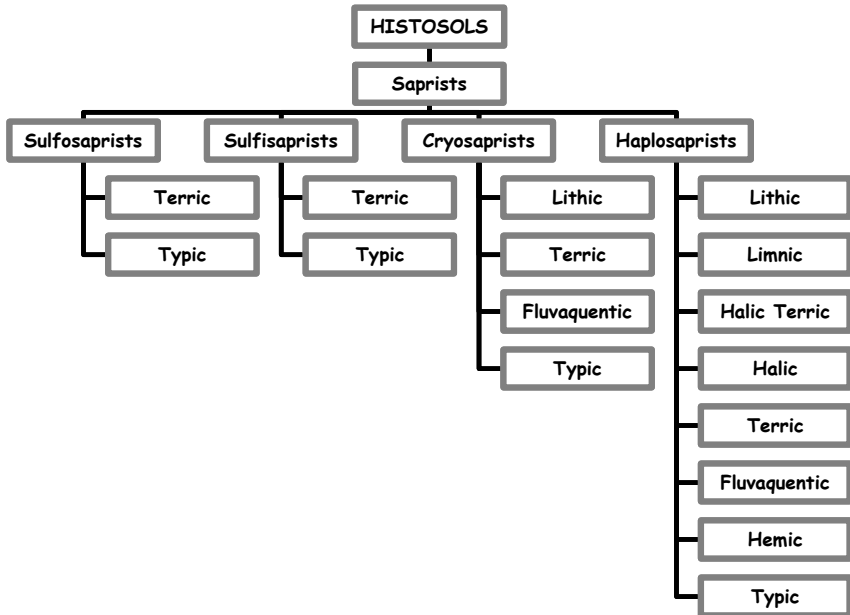 HISTOSOLS
Saprists
Sulfosaprists
Terric
Typic
Sulfisaprists
Terric
Typic
Cryosaprists
Lithic
Terric
Fluvaquentic
Typic
Haplosaprists
Lithic
Limnic
Halic Terric
Halic
Terric
Fluvaquentic
Hemic
Typic